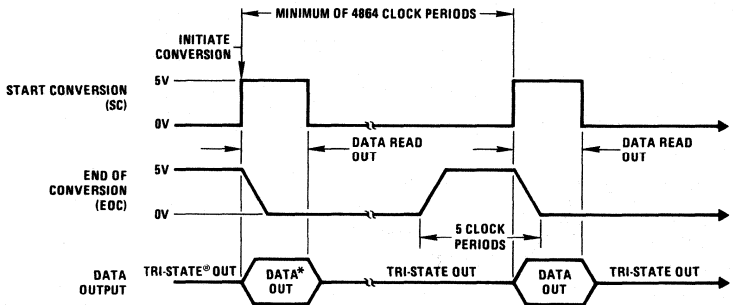 MINIMUM OF 4864 CLOCK PERIODS
INITIATE
CONVERSION
START CONVERSION
(SC)
5V
0V
DATA READ
OUT
DATA READ
OUT
END OF
CONVERSION
(EOC)
5V
0V
5 CLOCK
PERIODS
DATA
OUTPUT
TRI-STATE® OUT
DATA*
OUT
TRI-STATE OUT
DATA
OUT
TRI-STATE OUT